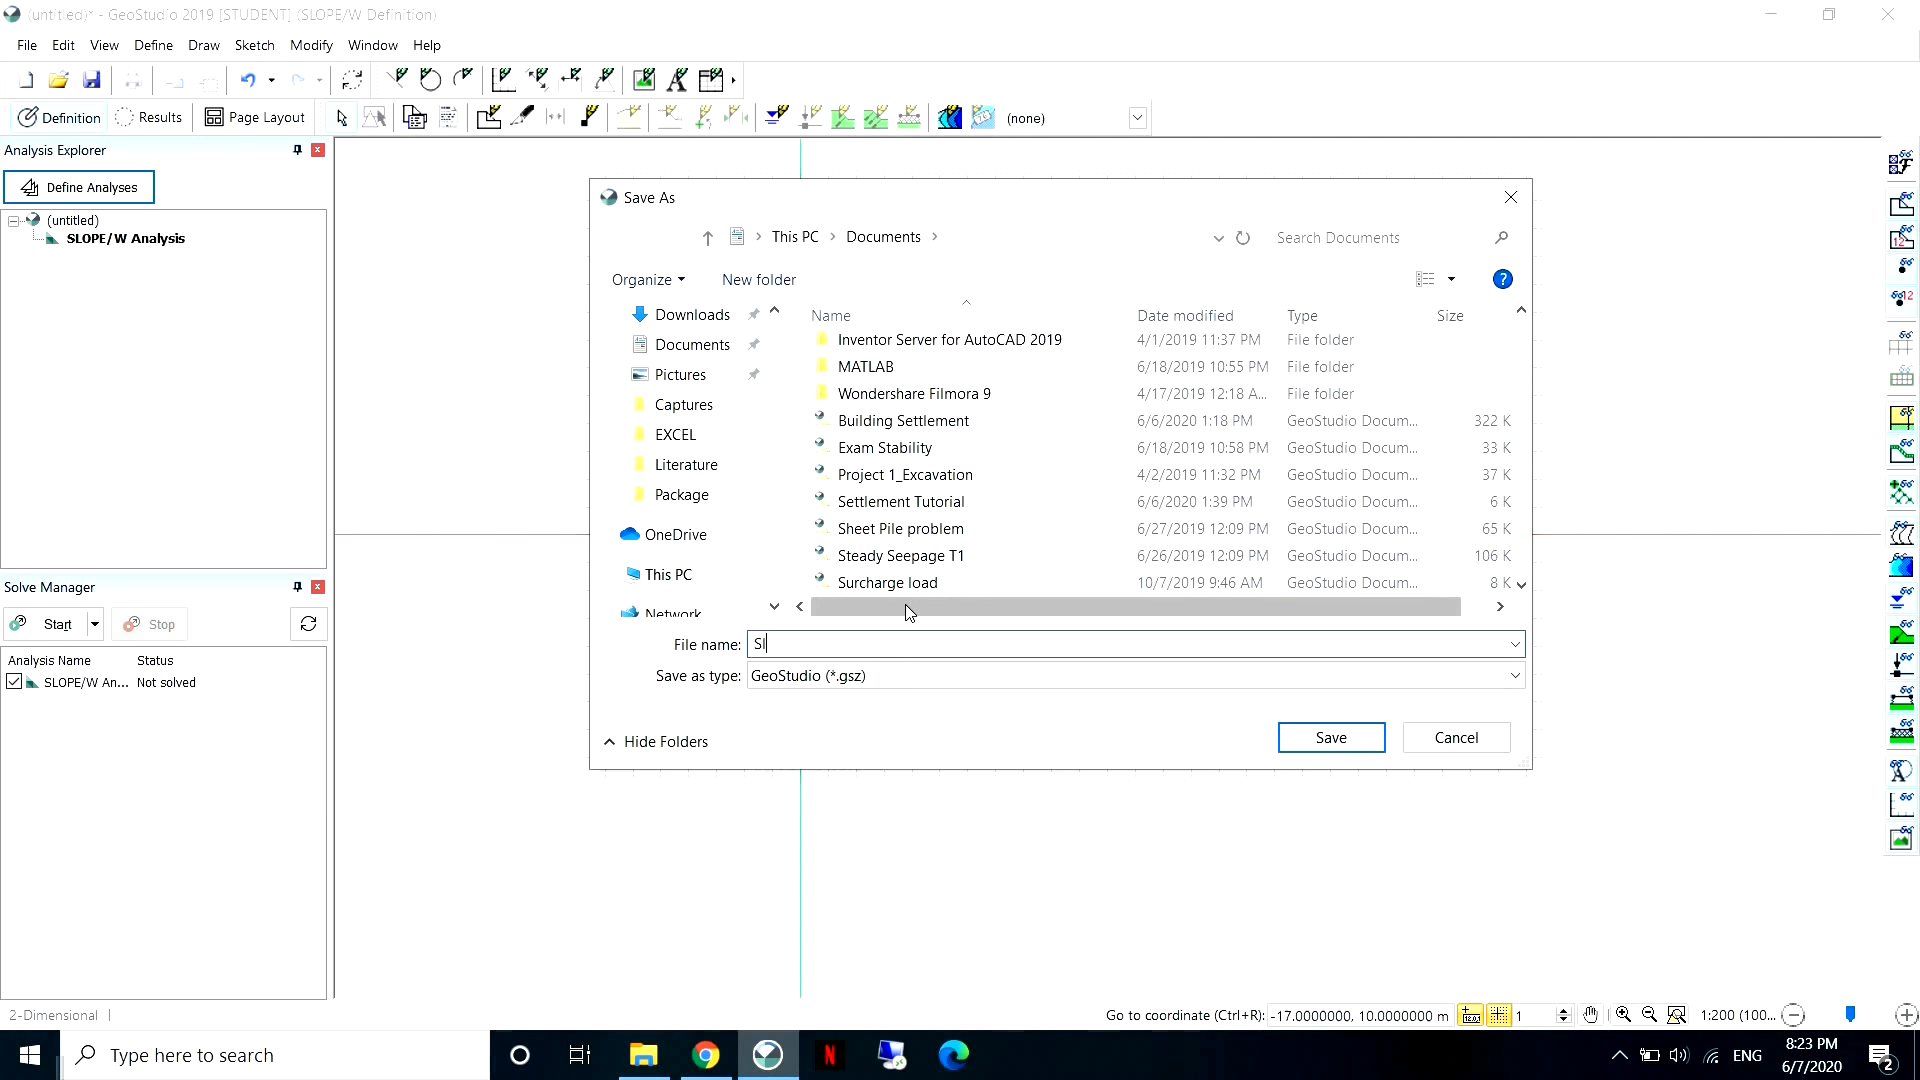 (untitled)* - GeoStudio 2019 [STUDENT] (SLOPE/W Definition)
File Edit View Define Draw Sketch Modify Window Help
Definition Results Page Layout (none)
Analysis Explorer
Define Analyses
(untitled)
SLOPE/W Analysis
Solve Manager
Start Stop
Analysis Name Status
SLOPE/W An... Not solved
Save As
This PC > Documents >
Search Documents
Organize New folder
Downloads
Documents
Pictures
Captures
EXCEL
Literature
Package
OneDrive
This PC
Network
Name Date modified Type Size
Inventor Server for AutoCAD 2019 4/1/2019 11:37 PM File folder
MATLAB 6/18/2019 10:55 PM File folder
Wondershare Filmora 9 4/17/2019 12:18 A... File folder
Building Settlement 6/6/2020 1:18 PM GeoStudio Docum... 322 K
Exam Stability 6/18/2019 10:58 PM GeoStudio Docum... 33 K
Project 1_Excavation 4/2/2019 11:32 PM GeoStudio Docum... 37 K
Settlement Tutorial 6/6/2020 1:39 PM GeoStudio Docum... 6 K
Sheet Pile problem 6/27/2019 12:09 PM GeoStudio Docum... 65 K
Steady Seepage T1 6/26/2019 12:09 PM GeoStudio Docum... 106 K
Surcharge load 10/7/2019 9:46 AM GeoStudio Docum... 8 K
File name: Sl
Save as type: GeoStudio (*.gsz)
Hide Folders
Save Cancel
2-Dimensional
Go to coordinate (Ctrl+R): -17.0000000, 10.0000000 m 1 1:200 (100...
Type here to search
ENG
8:23 PM
6/7/2020
2